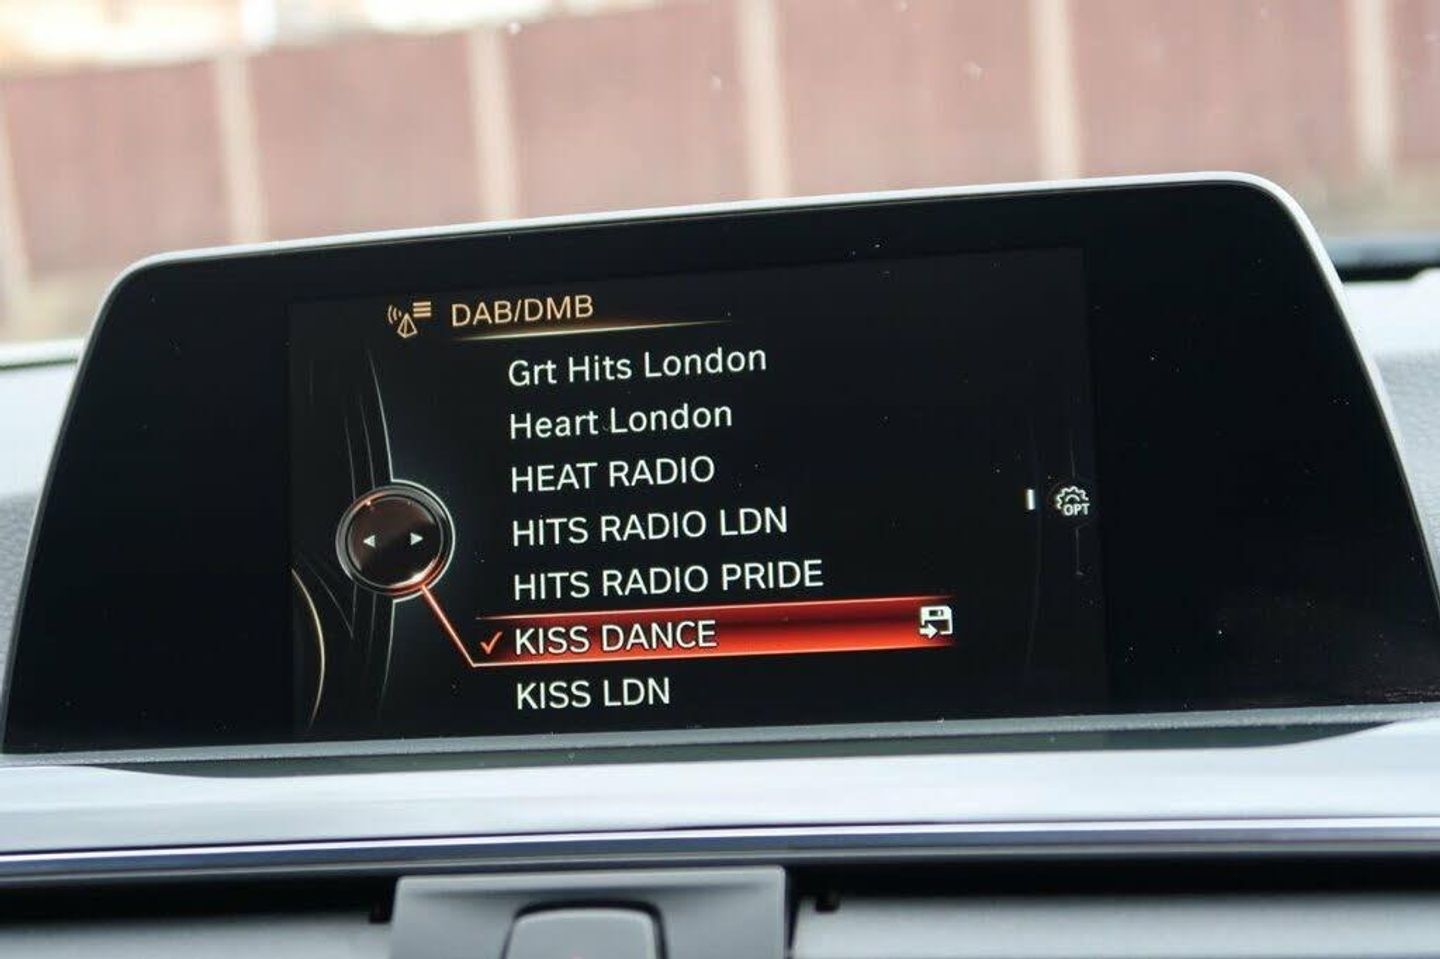 DAB/DMB
Grt Hits London
Heart London
HEAT RADIO
HITS RADIO LDN
HITS RADIO PRIDE
KISS DANCE
KISS LDN
OPT